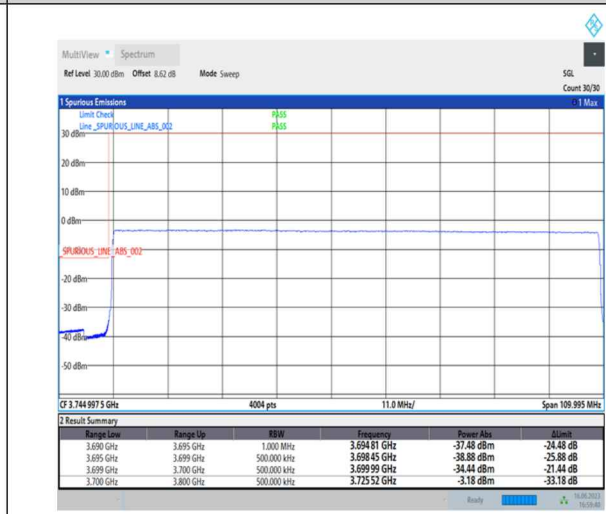 MultiView Spectrum
Ref Level 30.00 dBm Offset 8.62 dB Mode Sweep SGL
Count 30/30
1 Spurious Emissions 1 Max
Limit Check PASS
Line _SPURIOUS_LINE_ABS_002 PASS
30 dBm
20 dBm
10 dBm
0 dBm
_SPURIOUS_LINE_ABS_002
-20 dBm
-30 dBm
-40 dBm
-50 dBm
CF 3.744 997 5 GHz 4004 pts 11.0 MHz/ Span 109.995 MHz
2 Result Summary
Range Low Range Up RBW Frequency Power Abs ΔLimit
3.690 GHz 3.695 GHz 1.000 MHz 3.694 81 GHz -37.48 dBm -24.48 dB
3.695 GHz 3.699 GHz 500.000 kHz 3.698 45 GHz -38.88 dBm -25.88 dB
3.699 GHz 3.700 GHz 500.000 kHz 3.699 99 GHz -34.44 dBm -21.44 dB
3.700 GHz 3.800 GHz 500.000 kHz 3.725 52 GHz -3.18 dBm -33.18 dB
Ready 16:59:40